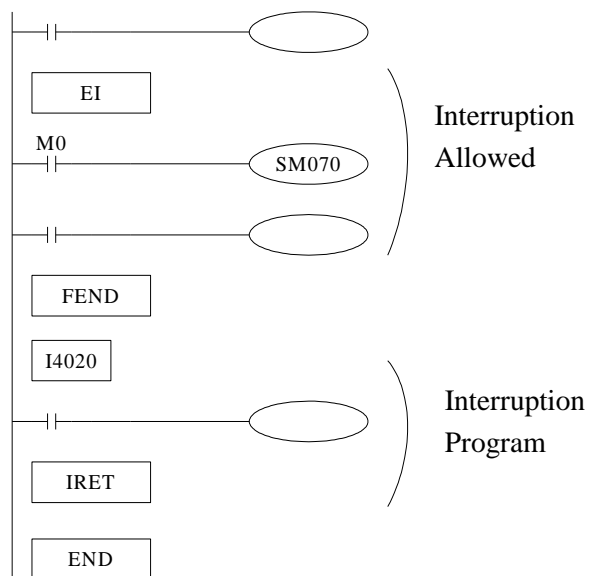 EI
Interruption
Allowed
M0
SM070
FEND
I4020
Interruption
Program
IRET
END